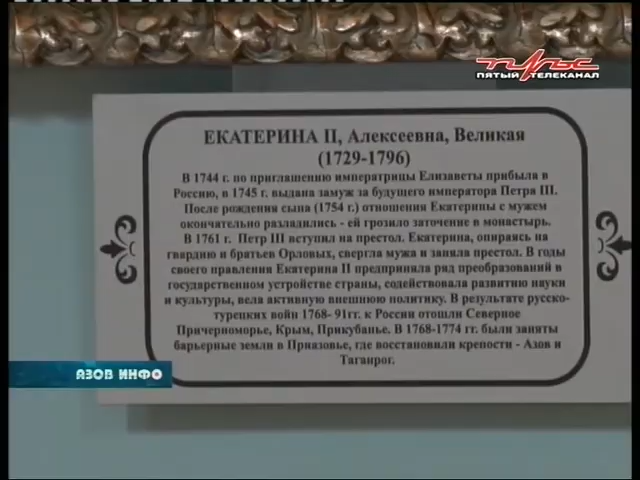 ПУЛЬС
ПЯТЫЙ ТЕЛЕКАНАЛ
ЕКАТЕРИНА II, Алексеевна, Великая
(1729-1796)
В 1744 г. по приглашению императрицы Елизаветы прибыла в
Россию, в 1745 г. выдана замуж за будущего императора Петра III.
После рождения сына (1754 г.) отношения Екатерины с мужем
окончательно разладились - ей грозило заточение в монастырь.
В 1761 г. Петр III вступил на престол. Екатерина, опираясь на
гвардию и братьев Орловых, свергла мужа и заняла престол. В годы
своего правления Екатерина II предприняла ряд преобразований в
государственном устройстве страны, содействовала развитию науки
и культуры, вела активную внешнюю политику. В результате русско-
турецких войн 1768- 91гг. к России отошли Северное
Причерноморье, Крым, Прикубанье. В 1768-1774 гг. были заняты
барьерные земли в Приазовье, где восстановили крепости - Азов и
Таганрог.
АЗОВ ИНФО